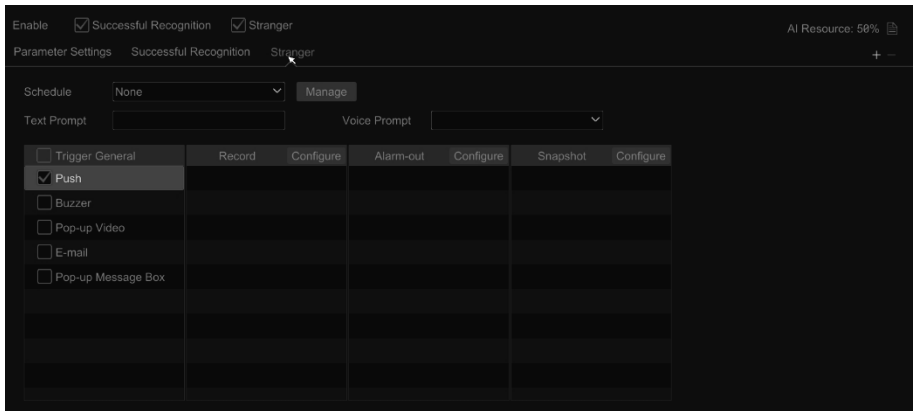 Enable Successful Recognition Stranger AI Resource: 50%
Parameter Settings Successful Recognition Stranger + −
Schedule None Manage
Text Prompt Voice Prompt
Trigger General Record Configure Alarm-out Configure Snapshot Configure
Push
Buzzer
Pop-up Video
E-mail
Pop-up Message Box